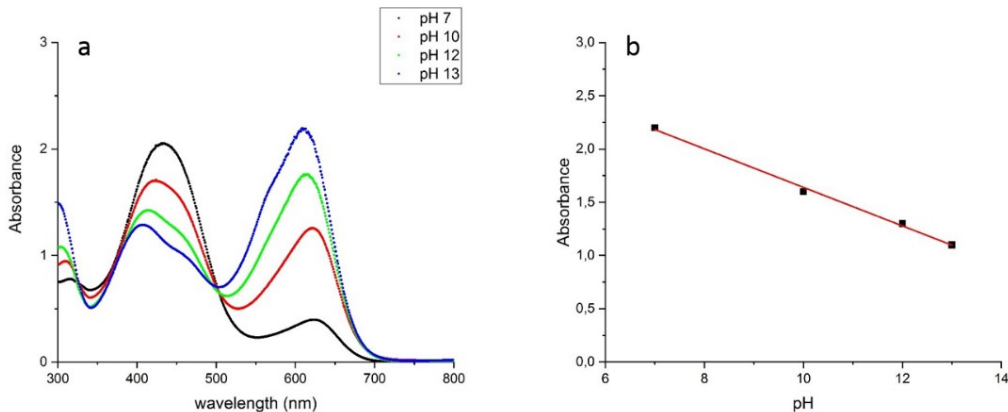 a
pH 7
pH 10
pH 12
pH 13
3
2
1
0
Absorbance
300 400 500 600 700 800
wavelength (nm)
b
3,0
2,5
2,0
1,5
1,0
0,5
0,0
Absorbance
6 8 10 12 14
pH